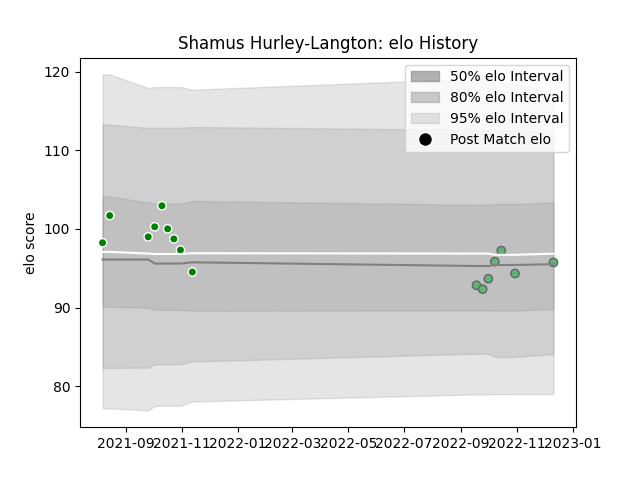 Shamus Hurley-Langton: elo History
50% elo Interval
80% elo Interval
95% elo Interval
Post Match elo
elo score
120
110
100
90
80
2021-09 2021-11 2022-01 2022-03 2022-05 2022-07 2022-09 2022-11 2023-01